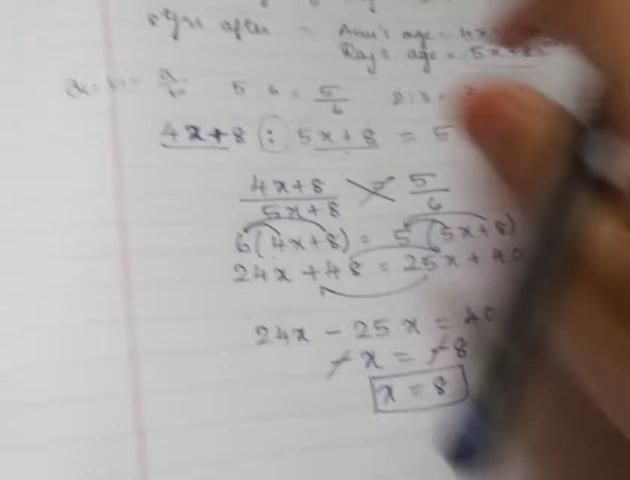 after = Anu's age = 4x
Raj's age = 5x+8
5 6 = 5/6
4x+8 : 5x+8 = 5
4x+8/5x+8 = 5/6
6(4x+8) = 5(5x+8)
24x+48 = 25x+40
24x - 25x = 40
-x = -8
x = 8